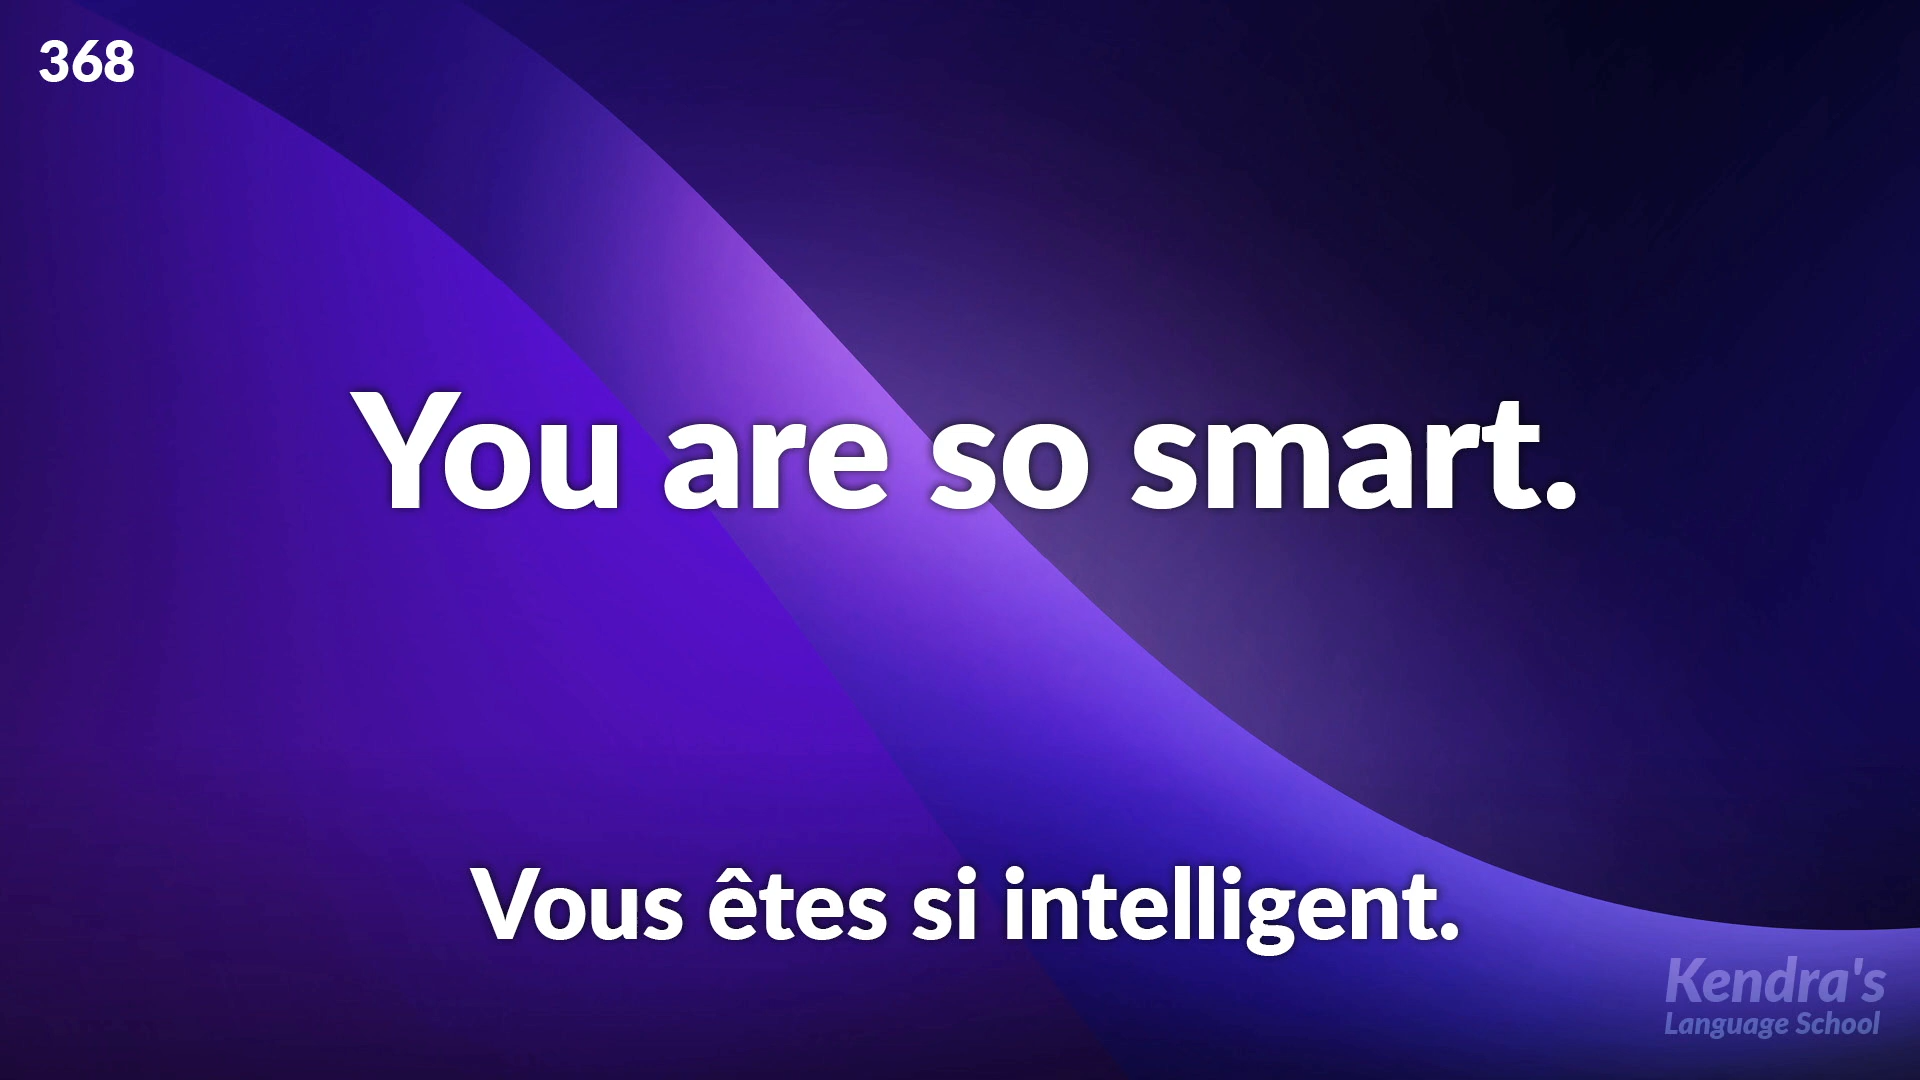 368
You are so smart.
Vous êtes si intelligent.
Kendra's
Language School